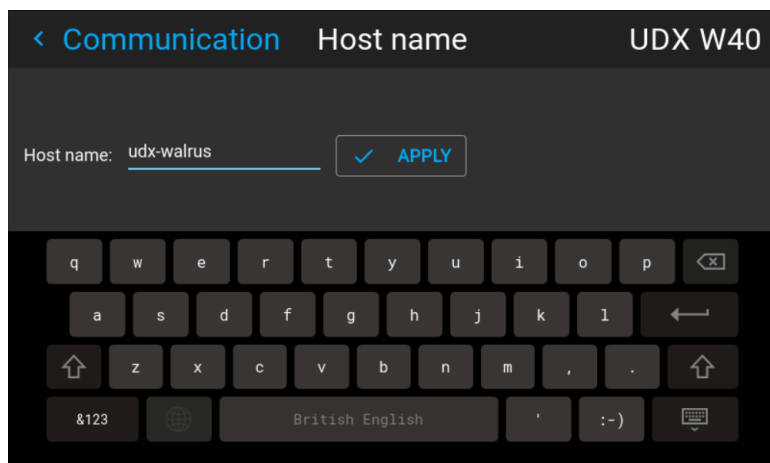 Communication Host name UDX W40
Host name: udx-walrus APPLY
q w e r t y u i o p
a s d f g h j k l
z x c v b n m , .
&123 British English ' :-)